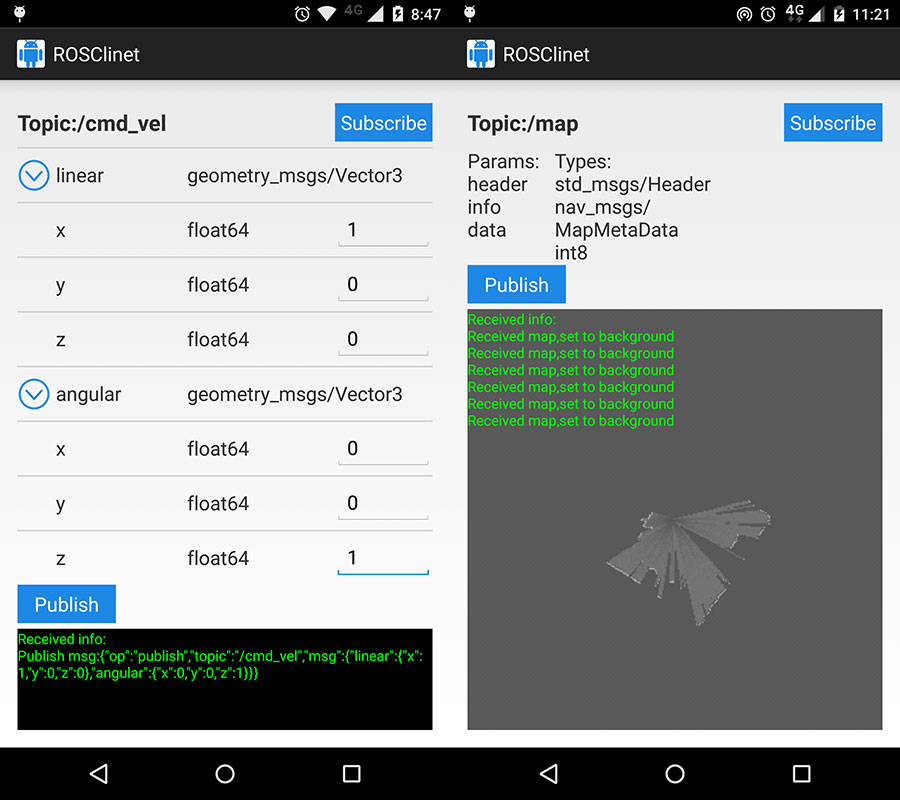 4G 8:47
ROSClinet
Topic:/cmd_vel Subscribe
linear geometry_msgs/Vector3
x float64 1
y float64 0
z float64 0
angular geometry_msgs/Vector3
x float64 0
y float64 0
z float64 1
Publish
Received info:
Publish msg:{"op":"publish","topic":"/cmd_vel","msg":{"linear":{"x":
1,"y":0,"z":0},"angular":{"x":0,"y":0,"z":1}}}
4G 11:21
ROSClinet
Topic:/map Subscribe
Params: Types:
header std_msgs/Header
info nav_msgs/
data MapMetaData
int8
Publish
Received info:
Received map,set to background
Received map,set to background
Received map,set to background
Received map,set to background
Received map,set to background
Received map,set to background